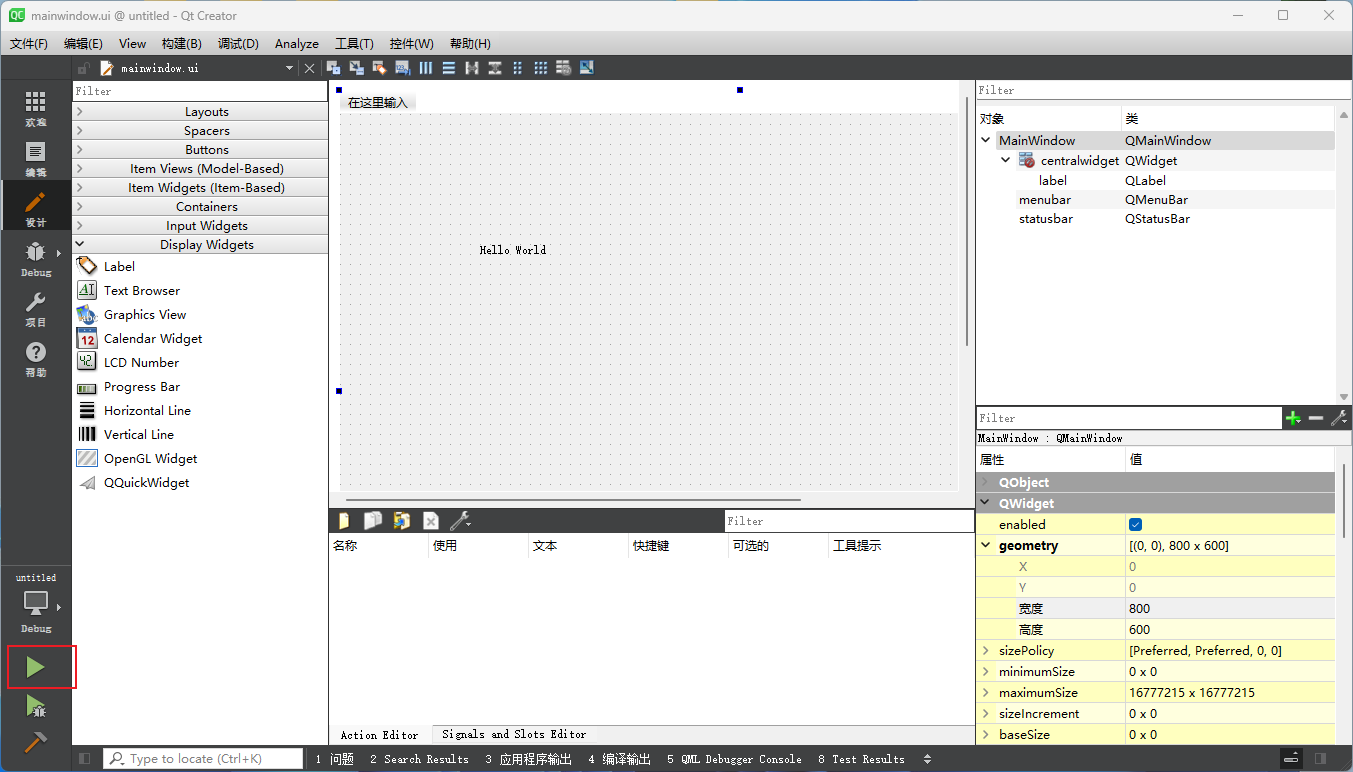 QC mainwindow.ui @ untitled - Qt Creator
文件(F) 编辑(E) View 构建(B) 调试(D) Analyze 工具(T) 控件(W) 帮助(H)
mainwindow.ui
欢迎
编辑
设计
Debug
项目
帮助
untitled
Debug
Filter
Layouts
Spacers
Buttons
Item Views (Model-Based)
Item Widgets (Item-Based)
Containers
Input Widgets
Display Widgets
Label
Text Browser
Graphics View
Calendar Widget
LCD Number
Progress Bar
Horizontal Line
Vertical Line
OpenGL Widget
QQuickWidget
在这里输入
Hello World
Filter
名称 使用 文本 快捷键 可选的 工具提示
Action Editor Signals and Slots Editor
Filter
对象 类
MainWindow QMainWindow
centralwidget QWidget
label QLabel
menubar QMenuBar
statusbar QStatusBar
Filter
MainWindow : QMainWindow
属性 值
QObject
QWidget
enabled
geometry [(0, 0), 800 x 600]
X 0
Y 0
宽度 800
高度 600
sizePolicy [Preferred, Preferred, 0, 0]
minimumSize 0 x 0
maximumSize 16777215 x 16777215
sizeIncrement 0 x 0
baseSize 0 x 0
Type to locate (Ctrl+K) 1 问题 2 Search Results 3 应用程序输出 4 编译输出 5 QML Debugger Console 8 Test Results